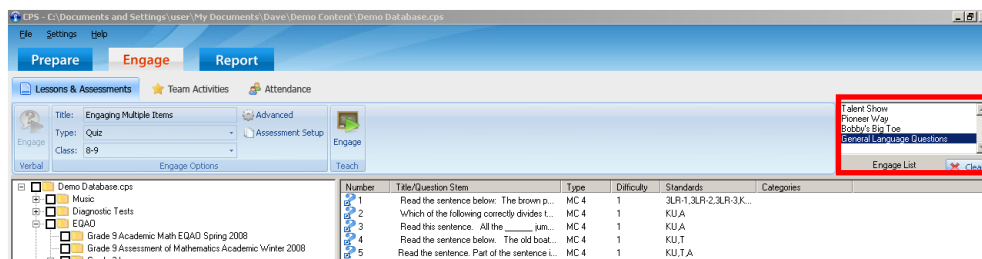 CPS - C:\Documents and Settings\user\My Documents\Dave\Demo Content\Demo Database.cps
File Settings Help
Prepare Engage Report
Lessons & Assessments Team Activities Attendance
Title: Engaging Multiple Items Advanced
Type: Quiz Assessment Setup
Class: 8-9
Engage Engage
Verbal Engage Options Teach
Talent Show
Pioneer Way
Bobby's Big Toe
General Language Questions
Engage List Clea
Demo Database.cps
Music
Diagnostic Tests
EQAO
Grade 9 Academic Math EQAO Spring 2008
Grade 9 Assessment of Mathematics Academic Winter 2008
Number Title/Question Stem Type Difficulty Standards Categories
1 Read the sentence below: The brown p... MC 4 1 3LR-1,3LR-2,3LR-3,K...
2 Which of the following correctly divides t... MC 4 1 KU,A
3 Read this sentence. All the ______ jum... MC 4 1 KU,A
4 Read the sentence below. The old boat... MC 4 1 KU,T
5 Read the sentence. Part of the sentence i... MC 4 1 KU,T,A